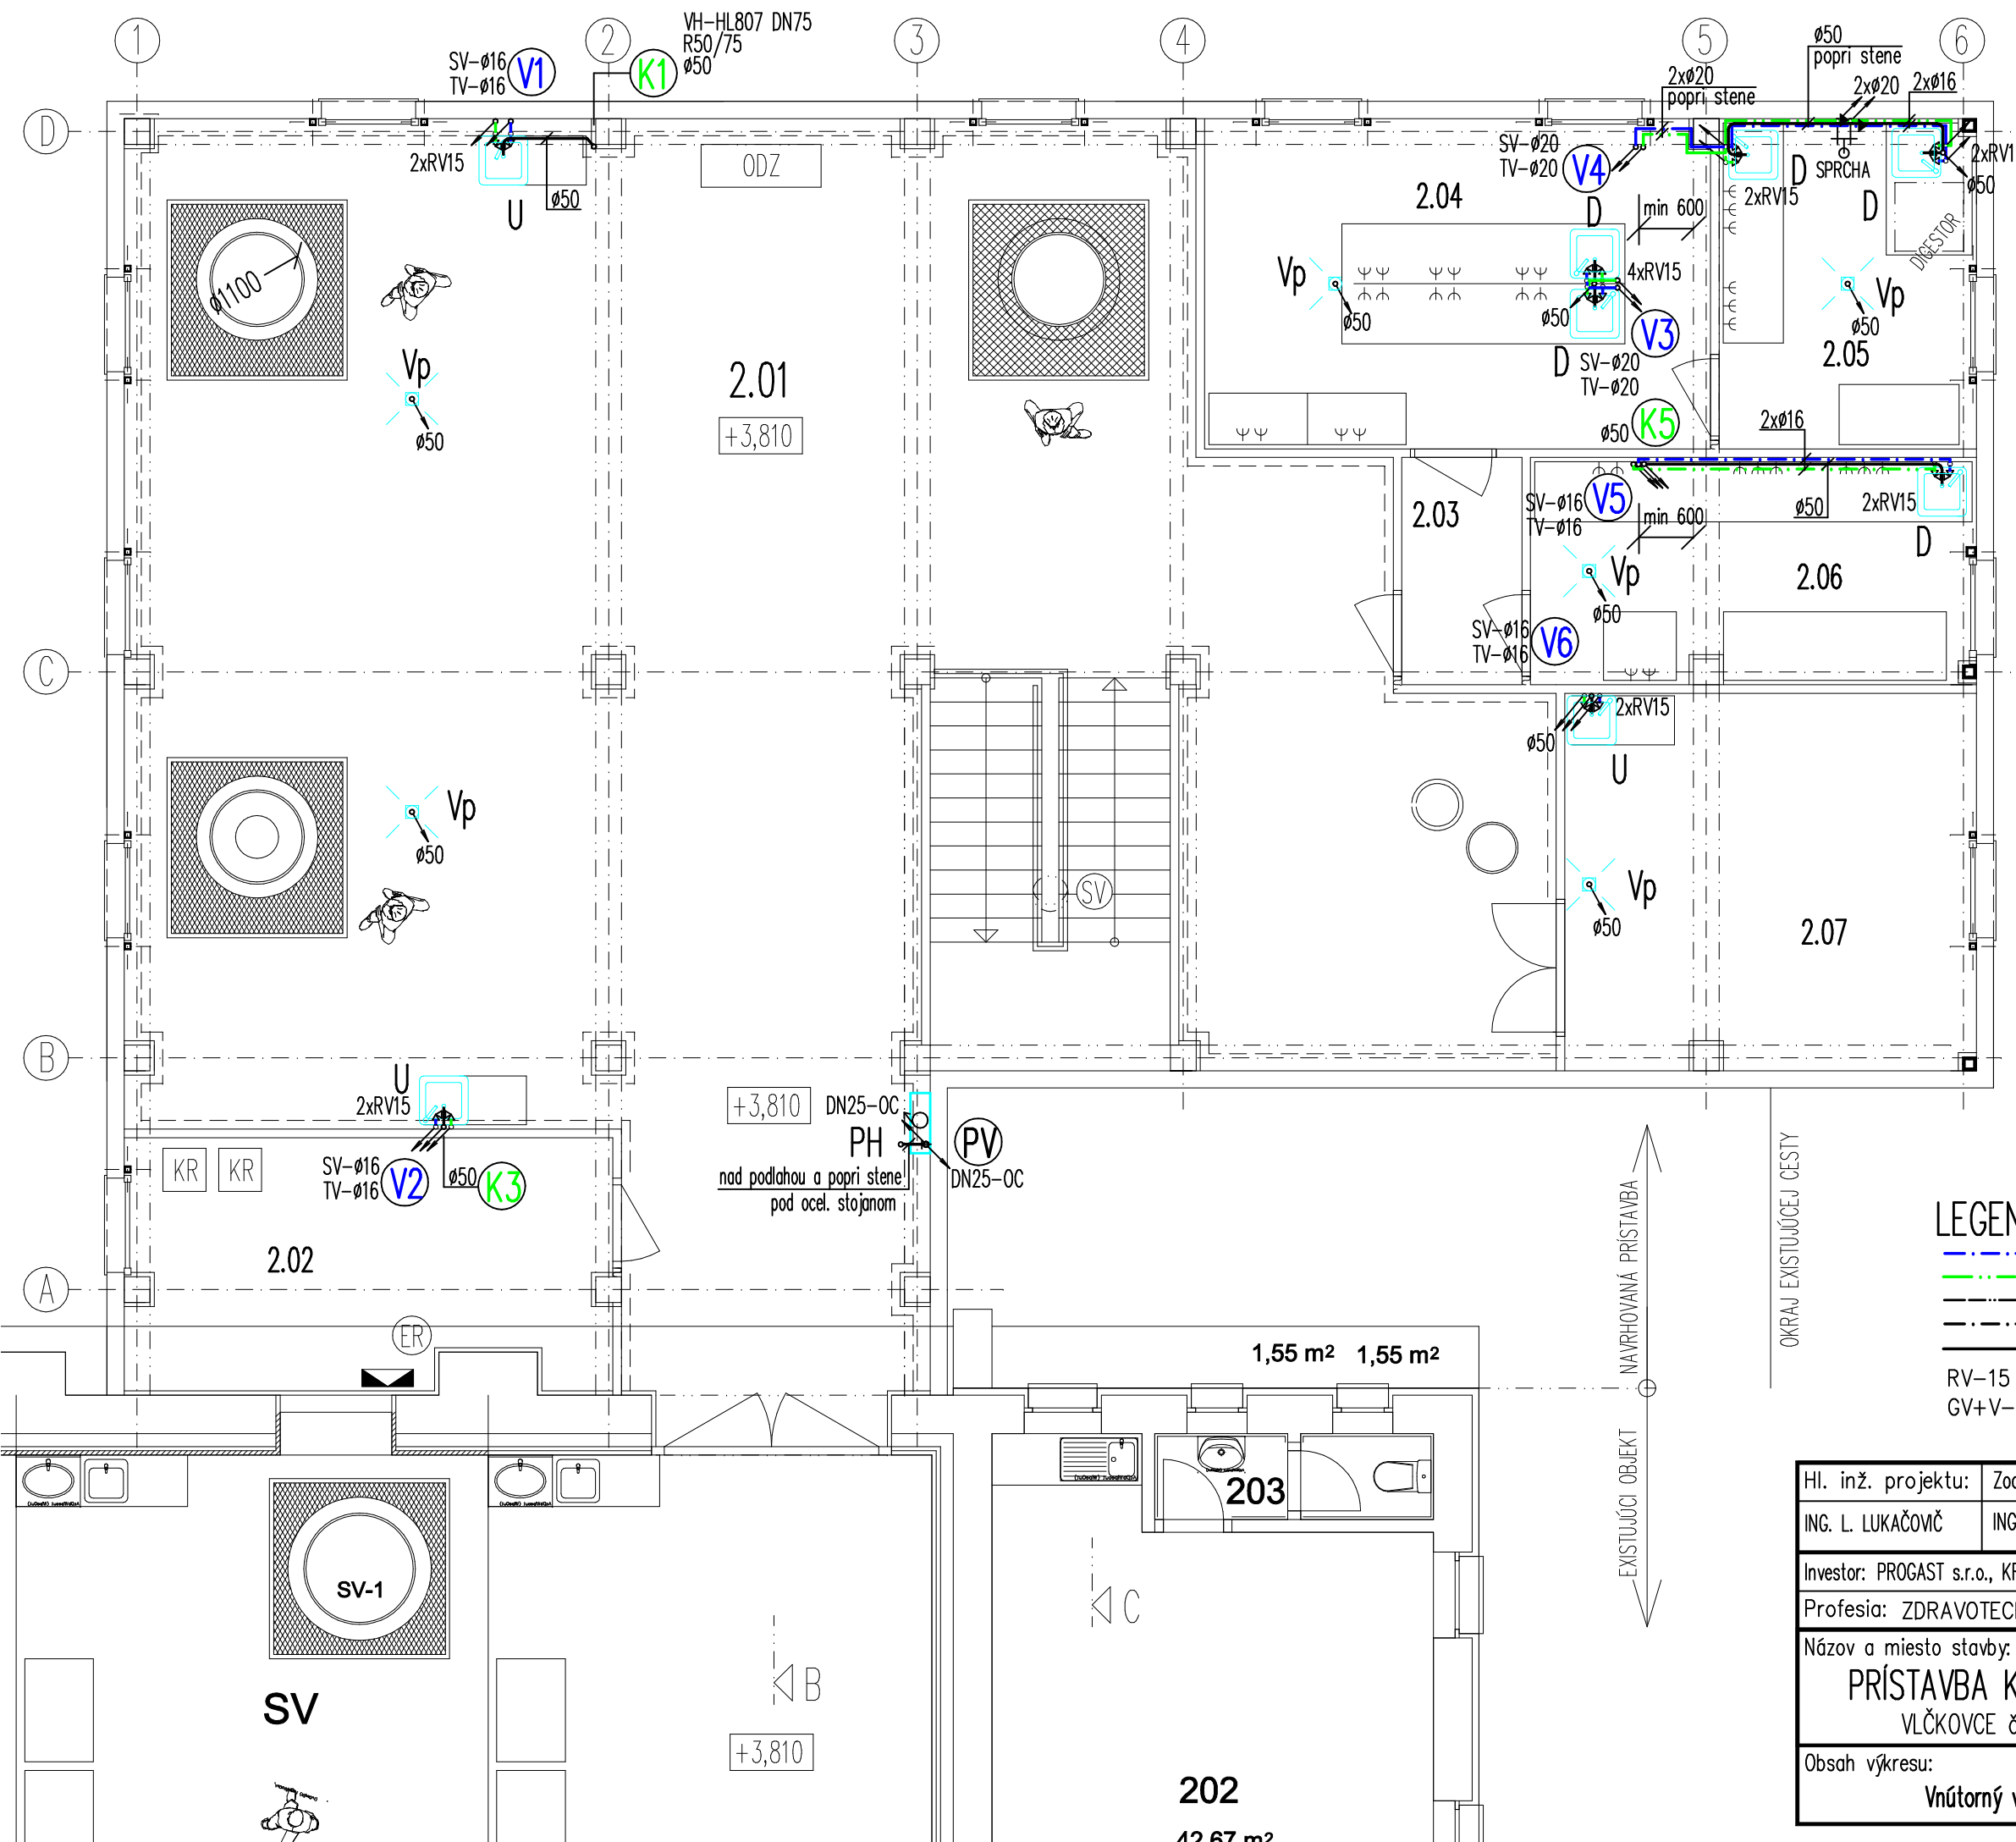 1
2
3
4
5
6
D
C
B
A
VH-HL807 DN75
R50/75
ø50
SV-ø16
TV-ø16
V1
K1
2xRV15
ø50
U
ODZ
ø1100
Vp
ø50
2.01
+3,810
2xø20
popri stene
ø50
popri stene
2xø20
2xø16
SV-ø20
TV-ø20
V4
2.04
D
min 600
4xRV15
Vp
ø50
ø50
V3
D
SV-ø20
TV-ø20
ø50
K5
2xRV15
D
SPRCHA
D
ø50
DIGESTOR
Vp
ø50
2.05
2xø16
2.03
SV-ø16
TV-ø16
V5
min 600
ø50
2xRV15
D
Vp
ø50
2.06
SV-ø16
TV-ø16
V6
2xRV15
ø50
U
Vp
ø50
SV
Vp
ø50
2.07
U
2xRV15
+3,810
DN25-OC
PH
PV
DN25-OC
nad podlahou a popri stene
pod ocel. stojanom
KR
KR
SV-ø16
TV-ø16
V2
ø50
K3
2.02
ER
NAVRHOVANÁ PRÍSTAVBA
EXISTUJÚCI OBJEKT
OKRAJ EXISTUJÚCEJ CESTY
1,55 m²
1,55 m²
RV-15
GV+V-
203
SV-1
SV
C
B
+3,810
202
42,67 m²
Hl. inž. projektu:
ING. L. LUKAČOVIČ
ING
Investor: PROGAST s.r.o.,
Profesia:
Názov a miesto stavby:
PRÍSTAVBA
VLČKOVCE
Obsah výkresu:
Vnútorný